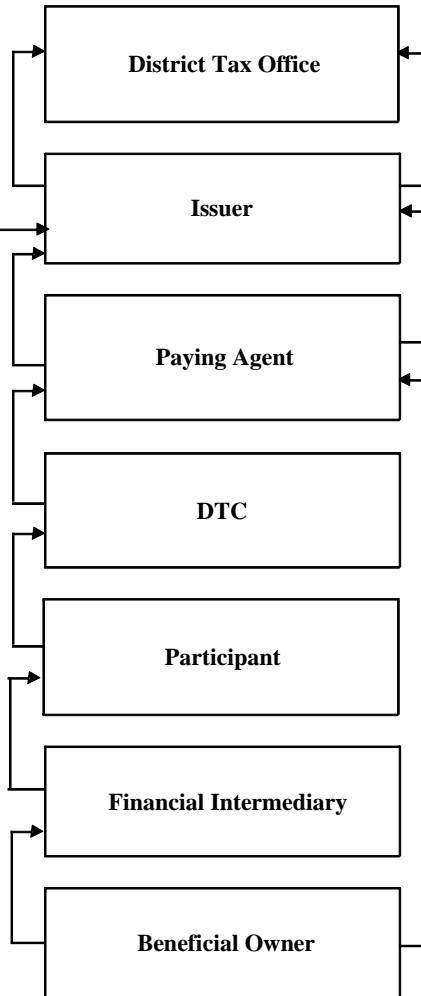 District Tax Office
Issuer
Paying Agent
DTC
Participant
Financial Intermediary
Beneficial Owner